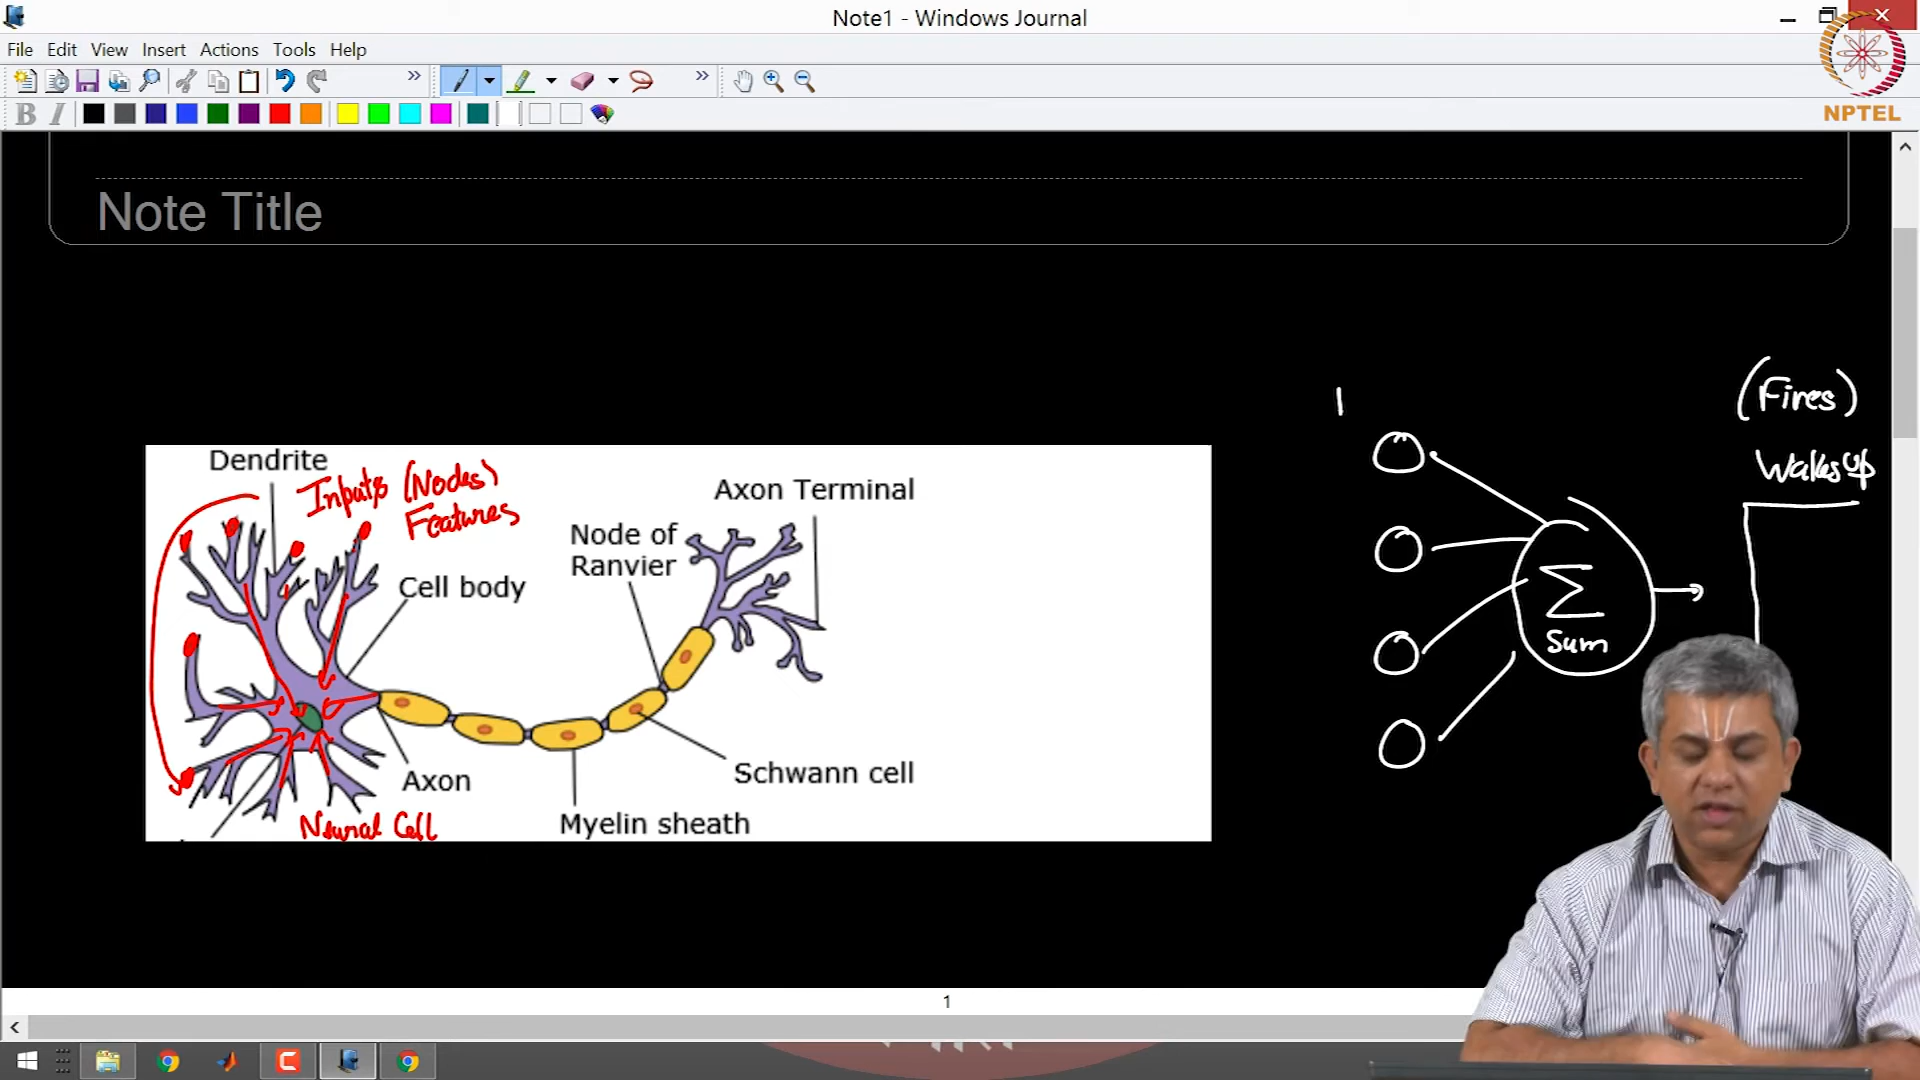 Note1 - Windows Journal
File Edit View Insert Actions Tools Help
NPTEL
B I
Note Title
Dendrite
Inputs (Nodes)
Features
Cell body
Node of
Ranvier
Axon Terminal
Axon
Schwann cell
Neural Cell
Myelin sheath
1
(Fires)
Wakes up
Σ
Sum
1